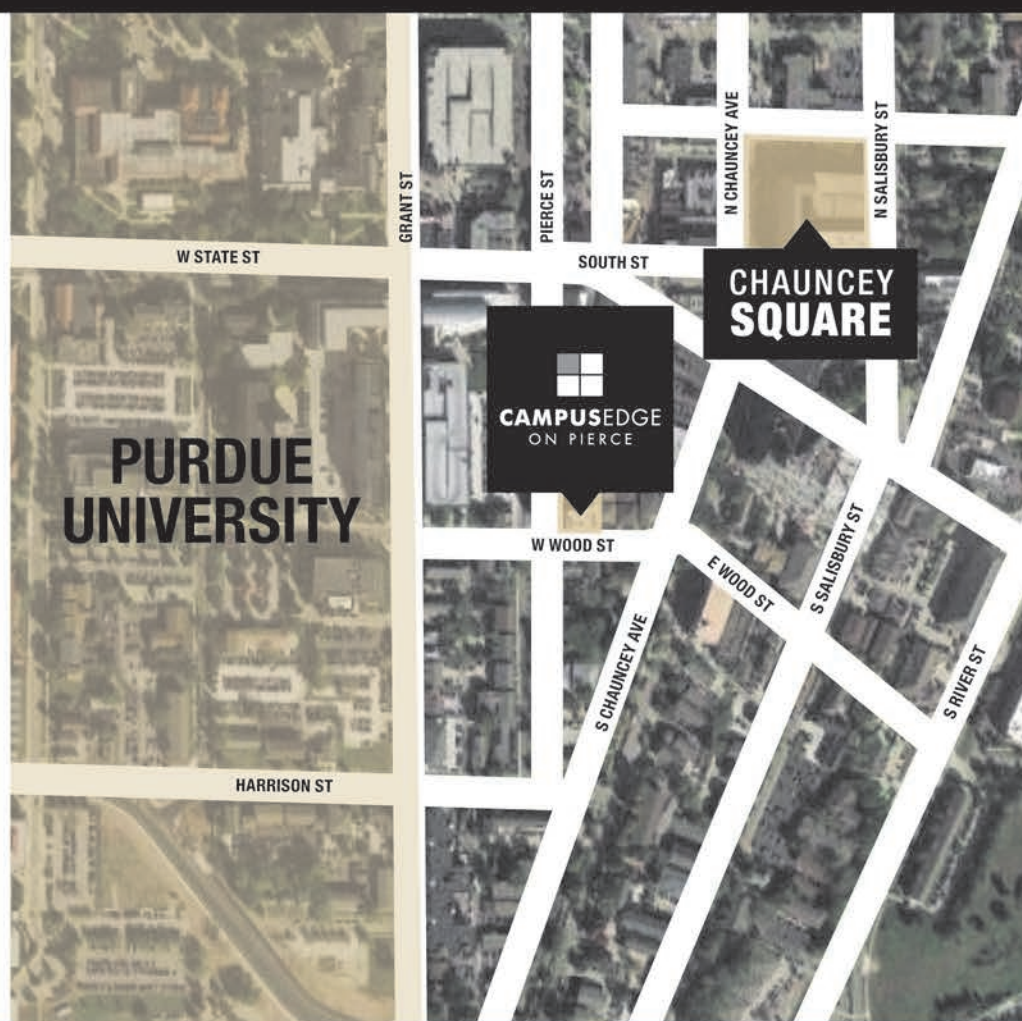 GRANT ST
PIERCE ST
N CHAUNCEY AVE
N SALISBURY ST
W STATE ST
SOUTH ST
CHAUNCEY
SQUARE
CAMPUSEDGE
ON PIERCE
PURDUE
UNIVERSITY
W WOOD ST
E WOOD ST
S SALISBURY ST
S CHAUNCEY AVE
S RIVER ST
HARRISON ST